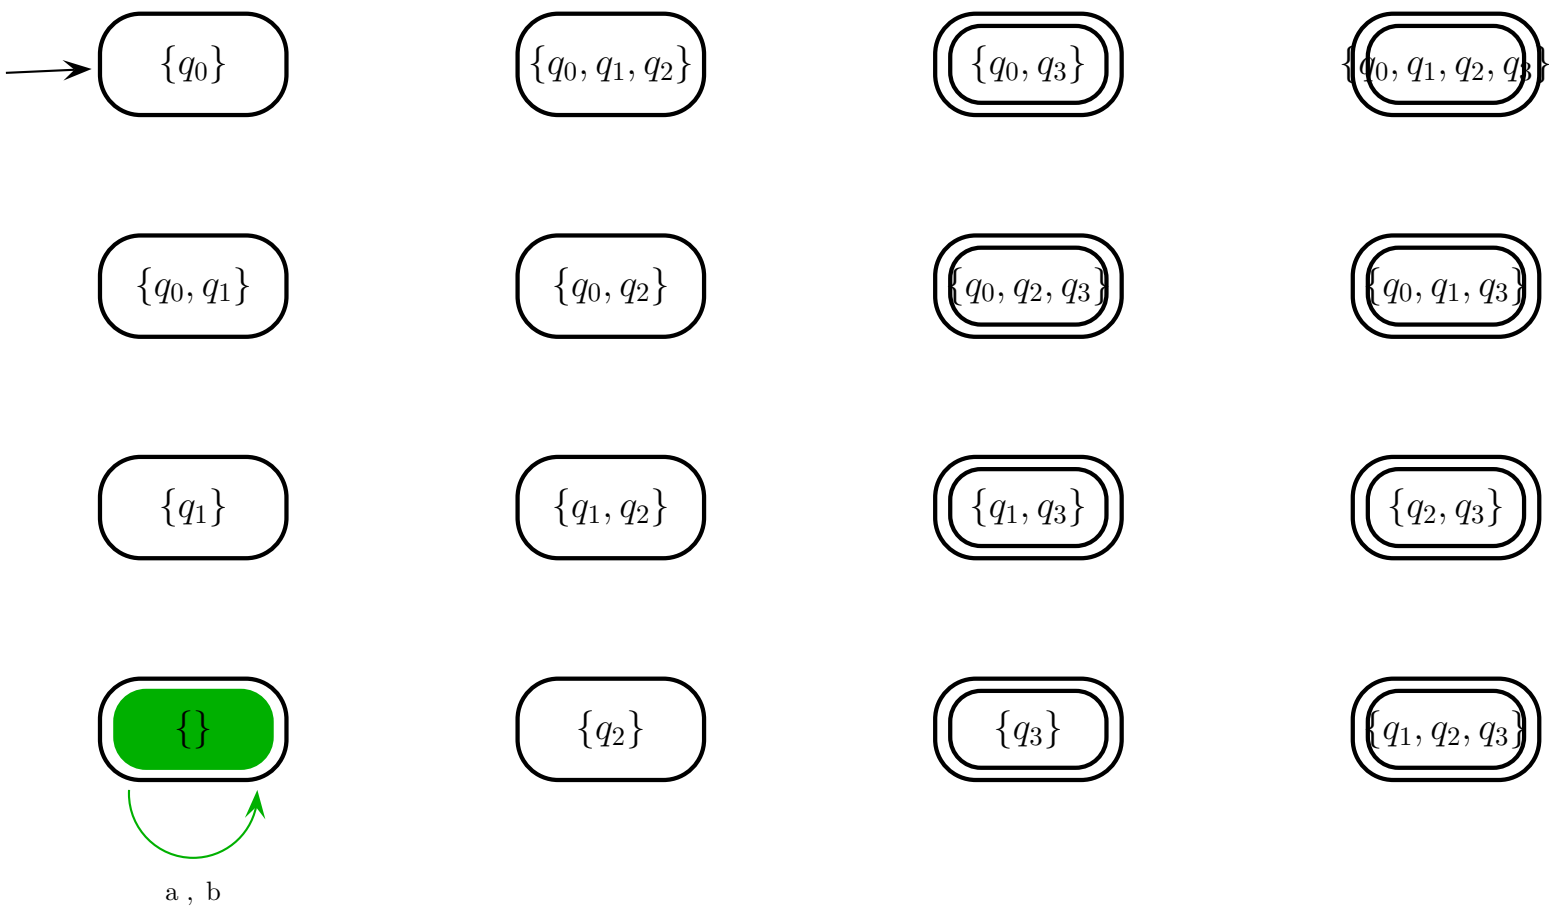 {q₀} {q₀, q₁, q₂} {q₀, q₃} {q₀, q₁, q₂, q₃}
{q₀, q₁} {q₀, q₂} {q₀, q₂, q₃} {q₀, q₁, q₃}
{q₁} {q₁, q₂} {q₁, q₃} {q₂, q₃}
{} {q₂} {q₃} {q₁, q₂, q₃}
a , b